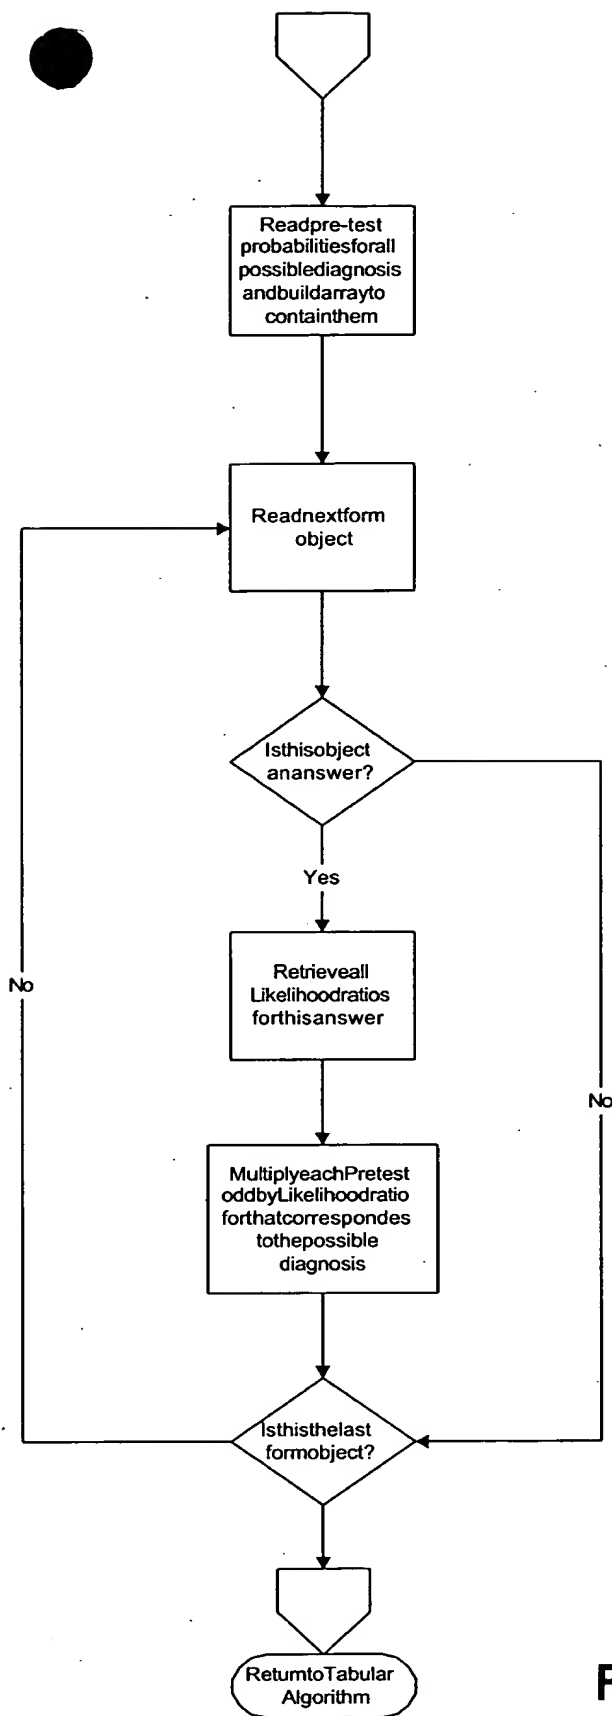 Readpre-test
probabilitiesforall
possiblediagnosis
andbuildarrayto
containthem
Readnextform
object
Isthisobject
ananswer?
Yes
Retrieveall
Likelihoodratios
forthisanswer
No
No
MultiplyeachPretest
oddbyLikelihoodratio
forthatcorrespondes
tothepossible
diagnosis
Isthisthelast
formobject?
ReturntoTabular
Algorithm